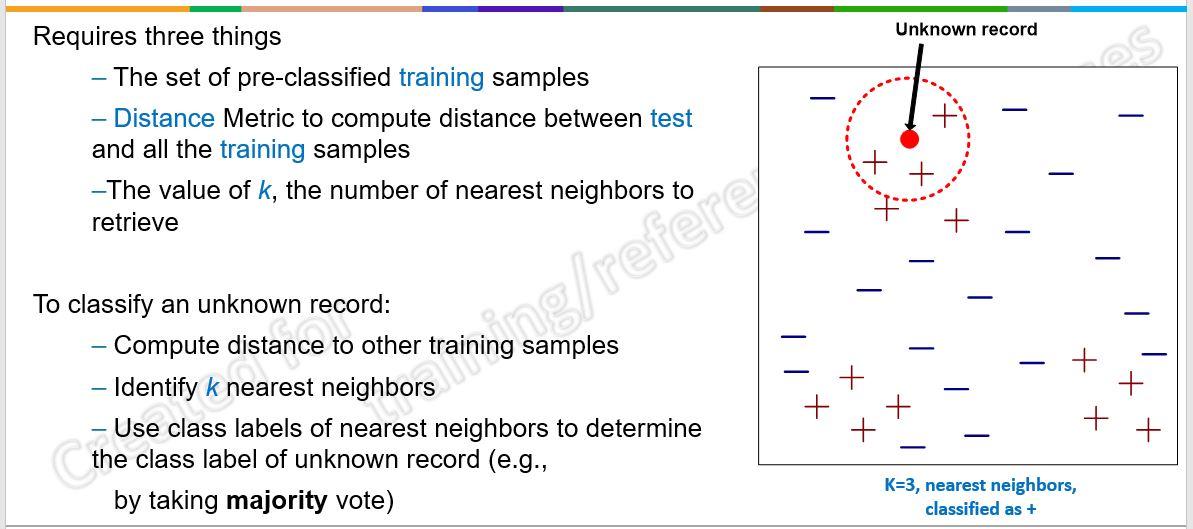 Requires three things
– The set of pre-classified training samples
– Distance Metric to compute distance between test
and all the training samples
–The value of k, the number of nearest neighbors to
retrieve
To classify an unknown record:
– Compute distance to other training samples
– Identify k nearest neighbors
– Use class labels of nearest neighbors to determine
the class label of unknown record (e.g.,
by taking majority vote)
Unknown record
K=3, nearest neighbors,
classified as +
Created for
training/refere
es